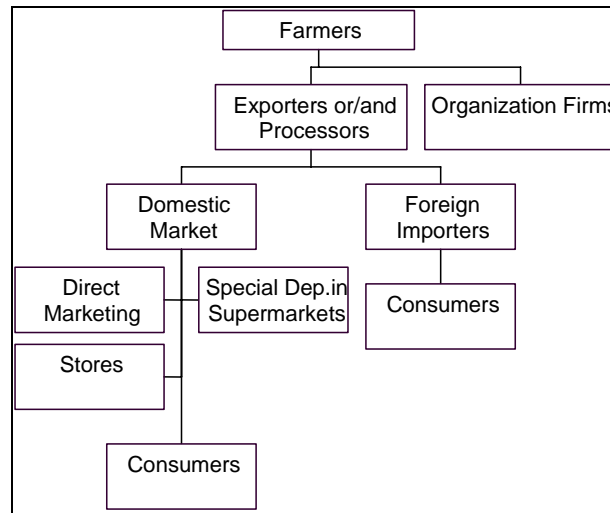 Farmers
Exporters or/and
Processors
Organization Firms
Domestic
Market
Foreign
Importers
Direct
Marketing
Special Dep.in
Supermarkets
Consumers
Stores
Consumers